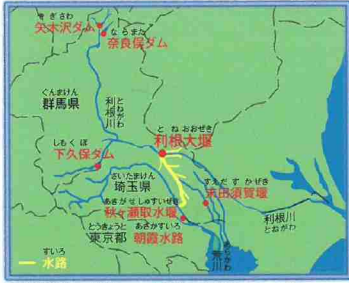 やぎさわ
矢木沢ダム
ならまた
奈良俣ダム
ぐんまけん
群馬県
とねがわ
利根川
とねおおぜき
利根大堰
しもくぼ
下久保ダム
さいたまけん
埼玉県
すえだすかぜき
末田須賀堰
あきがせしゅすいせき
秋ヶ瀬取水堰
とうきょうと
東京都
あさかすいろ
朝霞水路
利根川
とねがわ
あらかわ
荒川
すいろ
水路